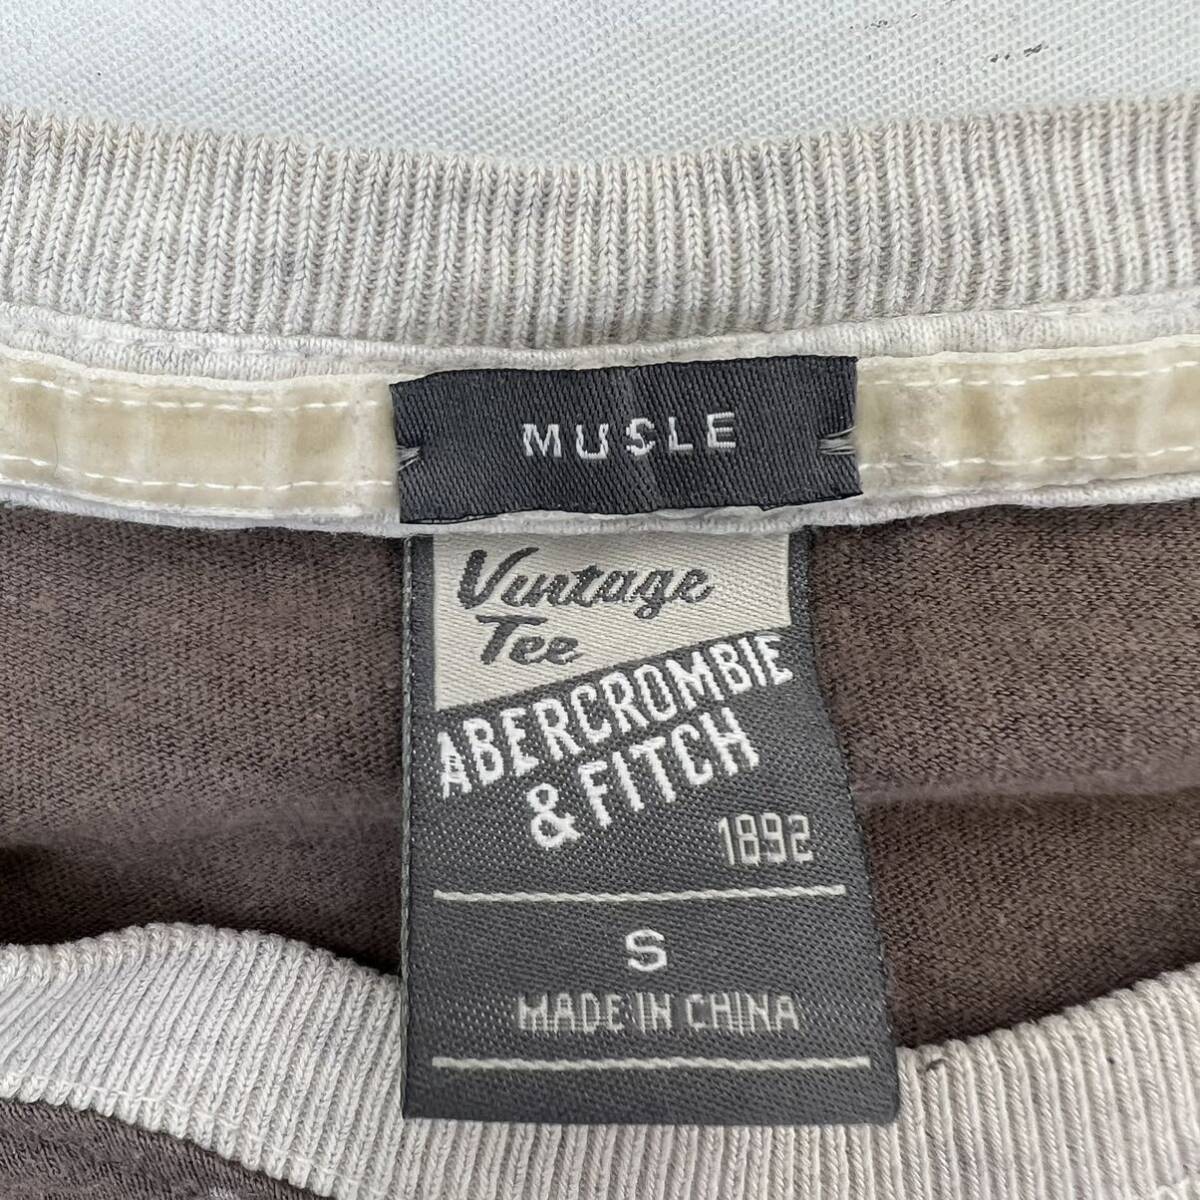 MUSLE
Vintage
Tee
ABERCROMBIE
& FITCH
1892
S
MADE IN CHINA